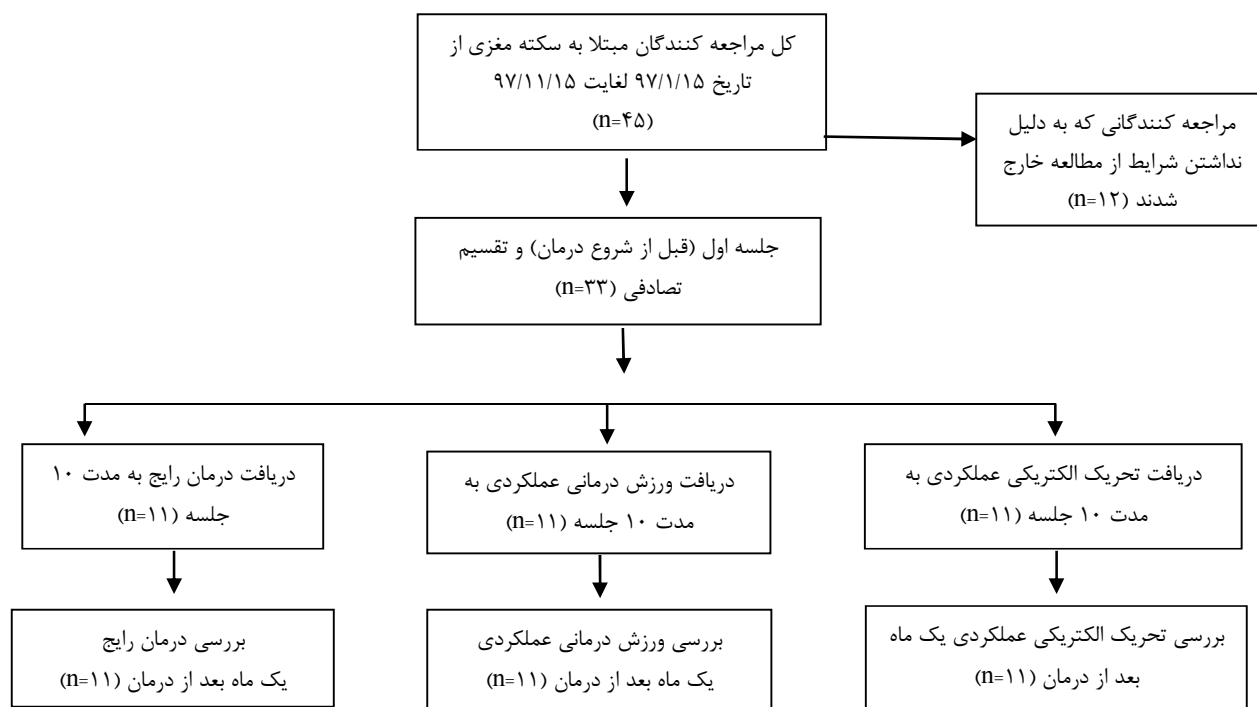 کل مراجعه کنندگان مبتلا به سکته مغزی از
تاریخ ۹۷/۱/۱۵ لغایت ۹۷/۱۱/۱۵
(n=۴۵)
مراجعه کنندگانی که به دلیل
نداشتن شرایط از مطالعه خارج
شدند (n=۱۲)
جلسه اول (قبل از شروع درمان) و تقسیم
تصادفی (n=۳۳)
دریافت تحریک الکتریکی عملکردی به
مدت ۱۰ جلسه (n=۱۱)
دریافت ورزش درمانی عملکردی به
مدت ۱۰ جلسه (n=۱۱)
دریافت درمان رایج به مدت ۱۰
جلسه (n=۱۱)
بررسی تحریک الکتریکی عملکردی یک ماه
بعد از درمان (n=۱۱)
بررسی ورزش درمانی عملکردی
یک ماه بعد از درمان (n=۱۱)
بررسی درمان رایج
یک ماه بعد از درمان (n=۱۱)